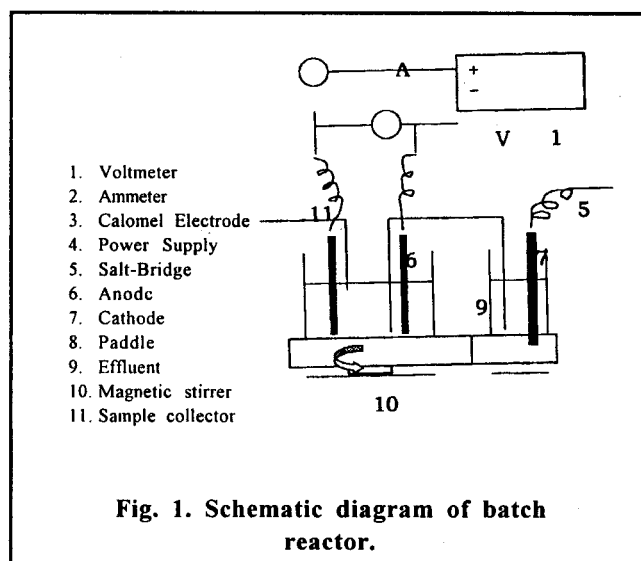 A
+
−
V 1
1. Voltmeter
2. Ammeter
3. Calomel Electrode
4. Power Supply
5. Salt-Bridge
6. Anode
7. Cathode
8. Paddle
9. Effluent
10. Magnetic stirrer
11. Sample collector
11
5
6
7
9
10
Fig. 1. Schematic diagram of batch
reactor.